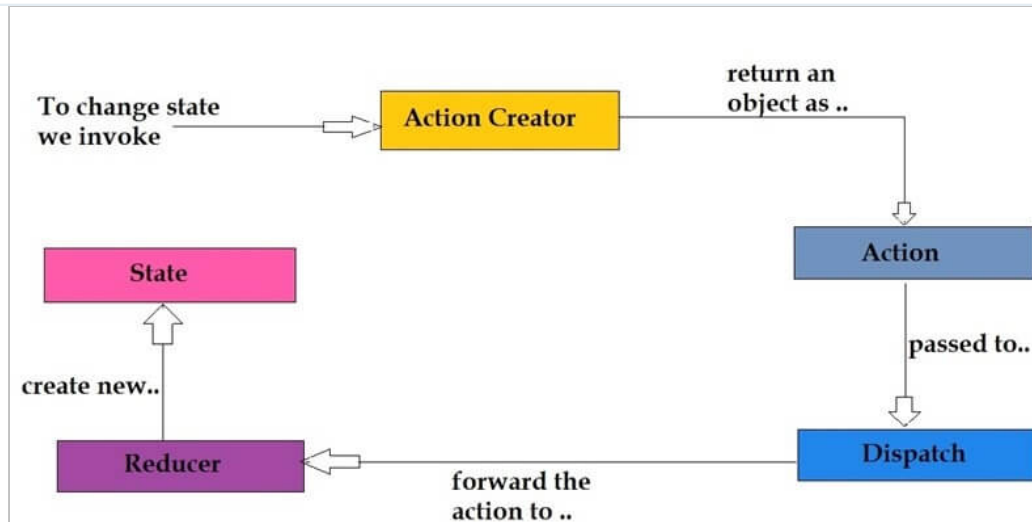 To change state
we invoke
Action Creator
return an
object as ..
Action
passed to..
Dispatch
forward the
action to ..
Reducer
create new..
State